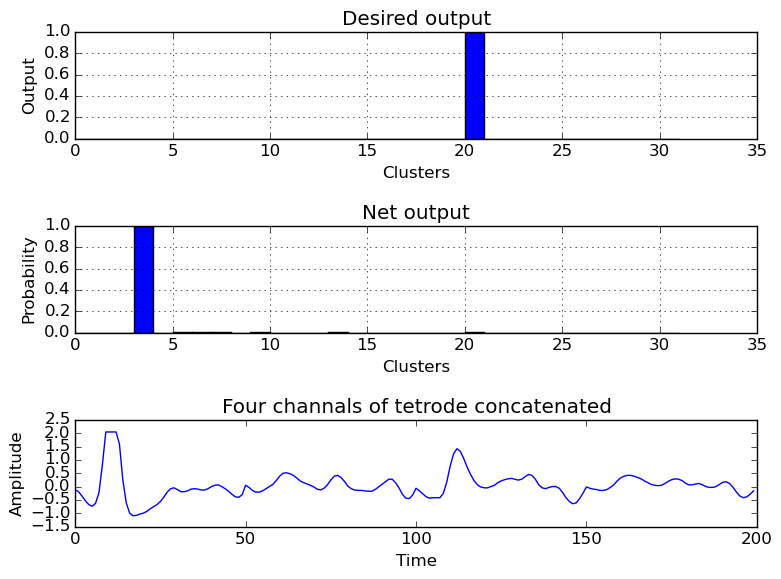 Desired output
1.0
0.8
0.6
0.4
0.2
0.0
Output
0 5 10 15 20 25 30 35
Clusters
Net output
1.0
0.8
0.6
0.4
0.2
0.0
Probability
0 5 10 15 20 25 30 35
Clusters
Four channals of tetrode concatenated
2.5
2.0
1.5
1.0
0.5
0.0
−0.5
−1.0
−1.5
Amplitude
0 50 100 150 200
Time